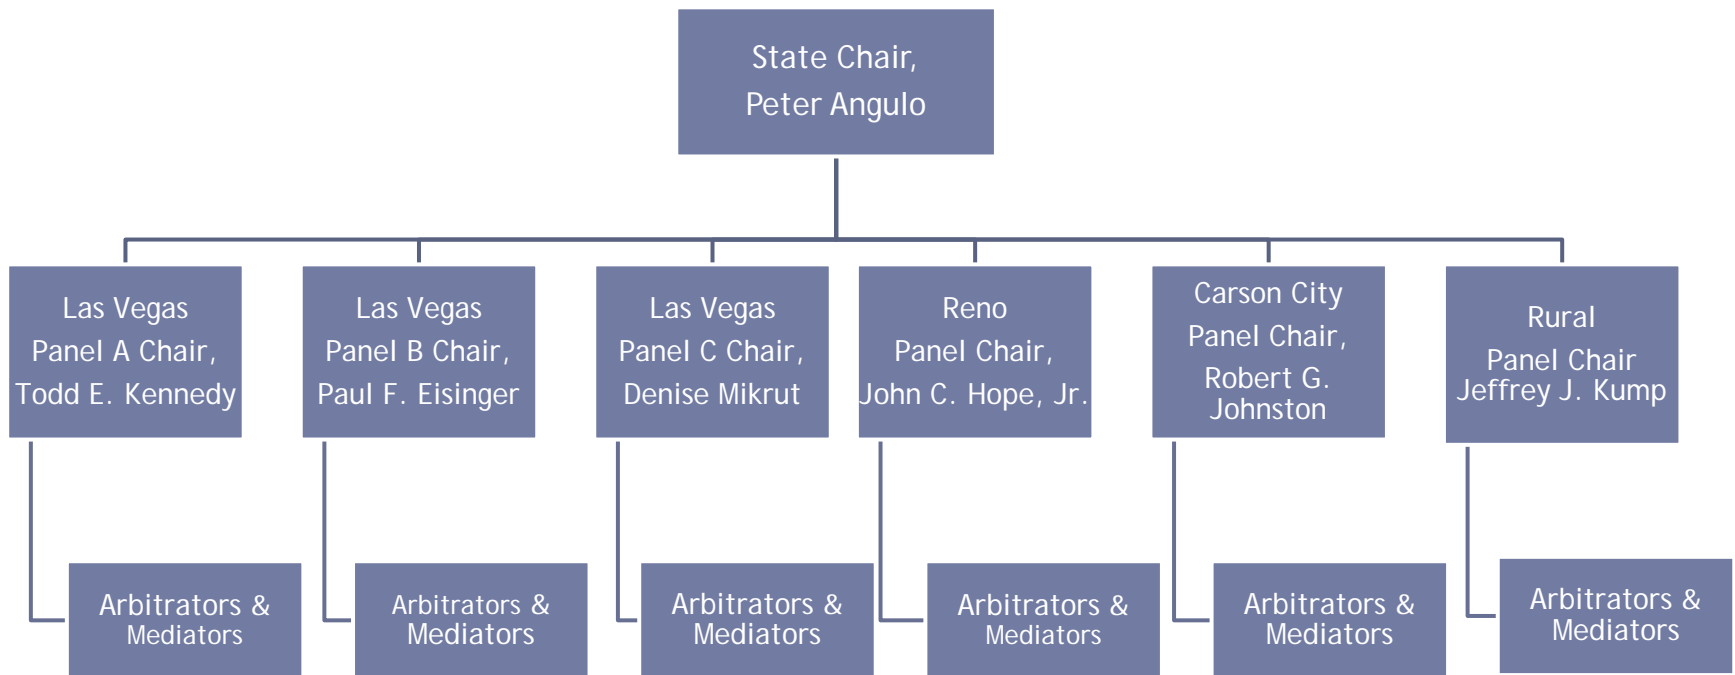 State Chair,
Peter Angulo
Las Vegas
Panel A Chair,
Todd E. Kennedy
Las Vegas
Panel B Chair,
Paul F. Eisinger
Las Vegas
Panel C Chair,
Denise Mikrut
Reno
Panel Chair,
John C. Hope, Jr.
Carson City
Panel Chair,
Robert G.
Johnston
Rural
Panel Chair
Jeffrey J. Kump
Arbitrators &
Mediators
Arbitrators &
Mediators
Arbitrators &
Mediators
Arbitrators &
Mediators
Arbitrators &
Mediators
Arbitrators &
Mediators